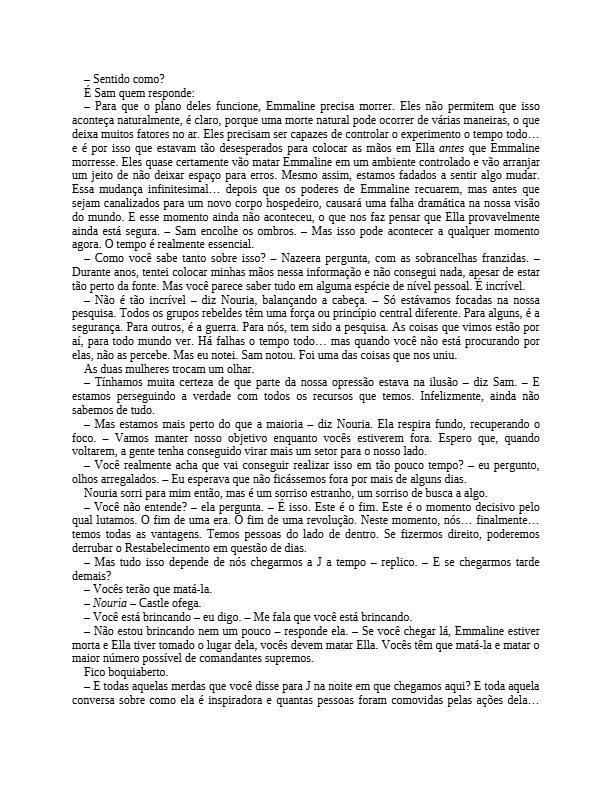 – Sentido como?
É Sam quem responde:
– Para que o plano deles funcione, Emmaline precisa morrer. Eles não permitem que isso
aconteça naturalmente, é claro, porque uma morte natural pode ocorrer de várias maneiras, o que
deixa muitos fatores no ar. Eles precisam ser capazes de controlar o experimento o tempo todo…
e é por isso que estavam tão desesperados para colocar as mãos em Ella antes que Emmaline
morresse. Eles quase certamente vão matar Emmaline em um ambiente controlado e vão arranjar
um jeito de não deixar espaço para erros. Mesmo assim, estamos fadados a sentir algo mudar.
Essa mudança infinitesimal… depois que os poderes de Emmaline recuarem, mas antes que
sejam canalizados para um novo corpo hospedeiro, causará uma falha dramática na nossa visão
do mundo. E esse momento ainda não aconteceu, o que nos faz pensar que Ella provavelmente
ainda está segura. – Sam encolhe os ombros. – Mas isso pode acontecer a qualquer momento
agora. O tempo é realmente essencial.
– Como você sabe tanto sobre isso? – Nazeera pergunta, com as sobrancelhas franzidas. –
Durante anos, tentei colocar minhas mãos nessa informação e não consegui nada, apesar de estar
tão perto da fonte. Mas você parece saber tudo em alguma espécie de nível pessoal. É incrível.
– Não é tão incrível – diz Nouria, balançando a cabeça. – Só estávamos focadas na nossa
pesquisa. Todos os grupos rebeldes têm uma força ou princípio central diferente. Para alguns, é a
segurança. Para outros, é a guerra. Para nós, tem sido a pesquisa. As coisas que vimos estão por
aí, para todo mundo ver. Há falhas o tempo todo… mas quando você não está procurando por
elas, não as percebe. Mas eu notei. Sam notou. Foi uma das coisas que nos uniu.
As duas mulheres trocam um olhar.
– Tínhamos muita certeza de que parte da nossa opressão estava na ilusão – diz Sam. – E
estamos perseguindo a verdade com todos os recursos que temos. Infelizmente, ainda não
sabemos de tudo.
– Mas estamos mais perto do que a maioria – diz Nouria. Ela respira fundo, recuperando o
foco. – Vamos manter nosso objetivo enquanto vocês estiverem fora. Espero que, quando
voltarem, a gente tenha conseguido virar mais um setor para o nosso lado.
– Você realmente acha que vai conseguir realizar isso em tão pouco tempo? – eu pergunto,
olhos arregalados. – Eu esperava que não ficássemos fora por mais de alguns dias.
Nouria sorri para mim então, mas é um sorriso estranho, um sorriso de busca a algo.
– Você não entende? – ela pergunta. – É isso. Este é o fim. Este é o momento decisivo pelo
qual lutamos. O fim de uma era. O fim de uma revolução. Neste momento, nós… finalmente…
temos todas as vantagens. Temos pessoas do lado de dentro. Se fizermos direito, poderemos
derrubar o Restabelecimento em questão de dias.
– Mas tudo isso depende de nós chegarmos a J a tempo – replico. – E se chegarmos tarde
demais?
– Vocês terão que matá-la.
– Nouria – Castle ofega.
– Você está brincando – eu digo. – Me fala que você está brincando.
– Não estou brincando nem um pouco – responde ela. – Se você chegar lá, Emmaline estiver
morta e Ella tiver tomado o lugar dela, vocês devem matar Ella. Vocês têm que matá-la e matar o
maior número possível de comandantes supremos.
Fico boquiaberto.
– E todas aquelas merdas que você disse para J na noite em que chegamos aqui? E toda aquela
conversa sobre como ela é inspiradora e quantas pessoas foram comovidas pelas ações dela…